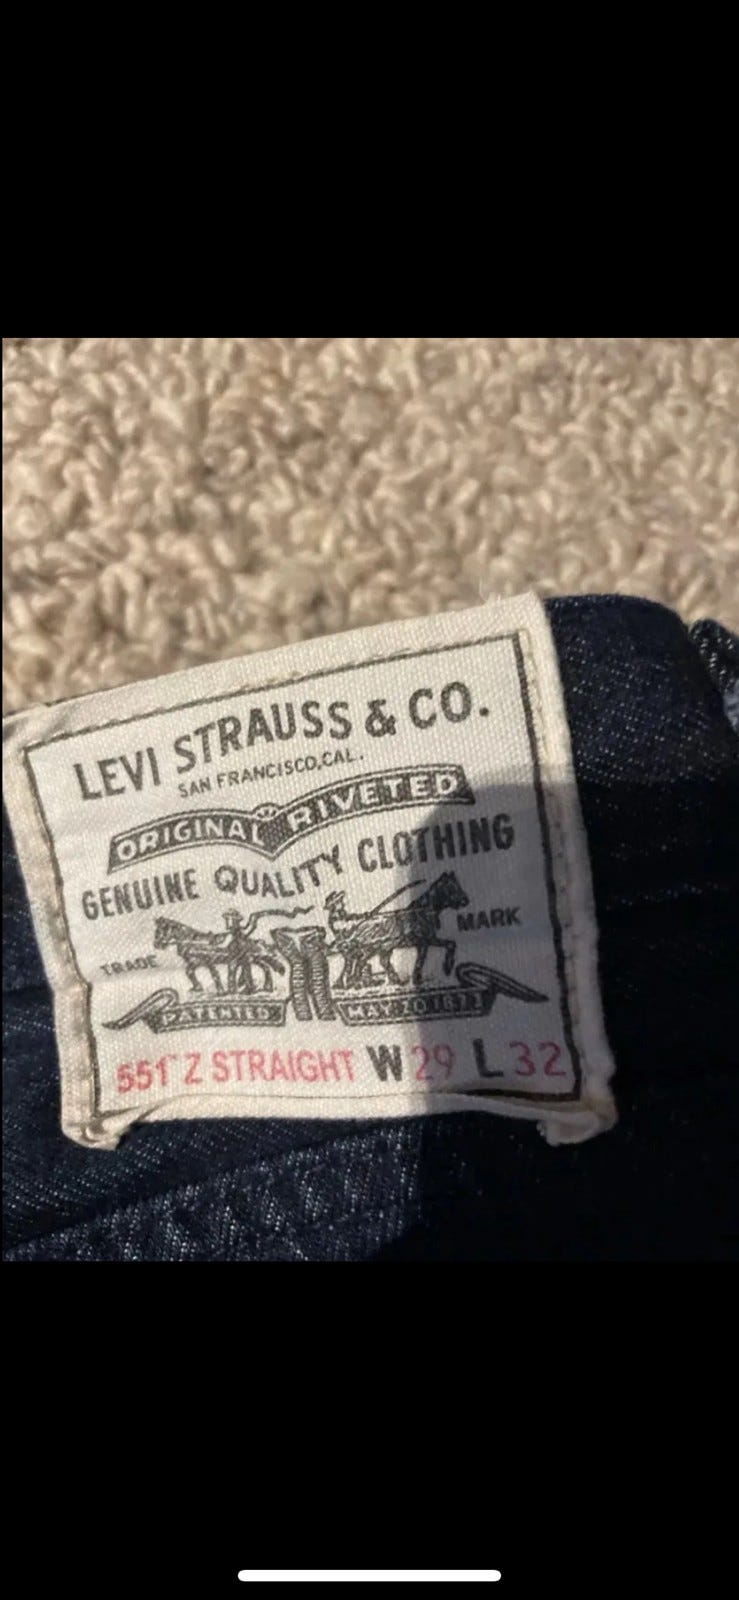 LEVI STRAUSS & CO.
SAN FRANCISCO, CAL.
ORIGINAL RIVETED
GENUINE QUALITY CLOTHING
TRADE MARK
PATENTED MAY 20 1873
551™ Z STRAIGHT W 29 L 32